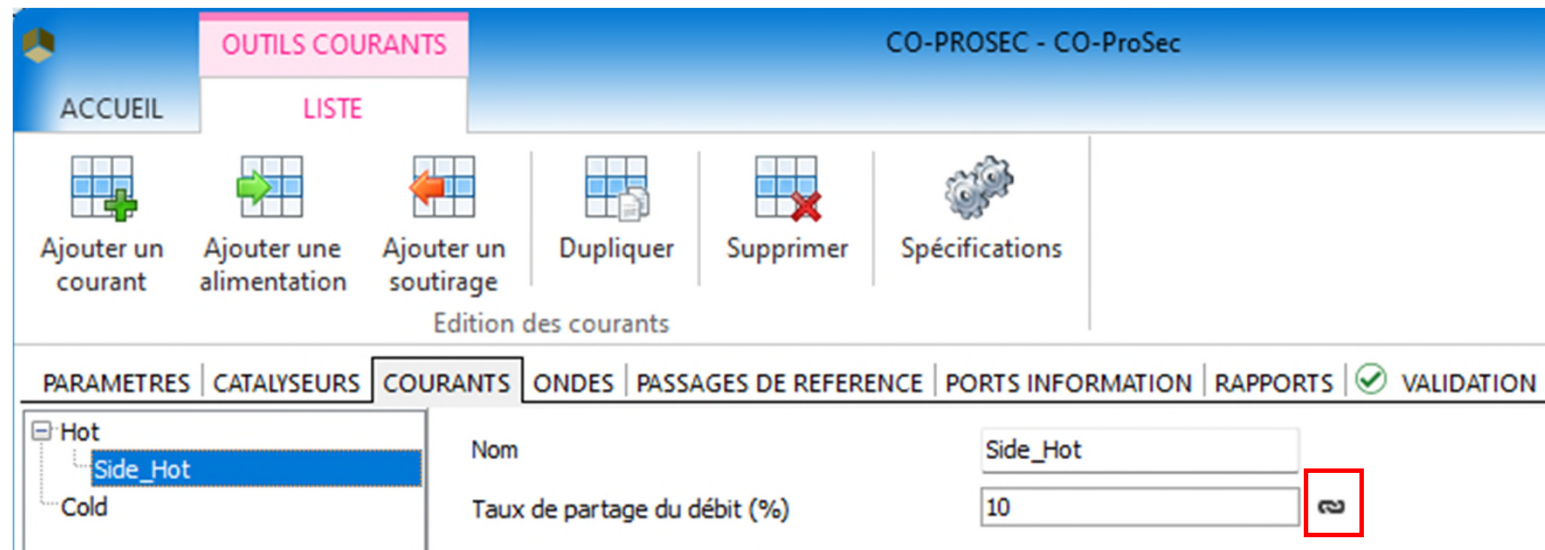 OUTILS COURANTS
CO-PROSEC - CO-ProSec
ACCUEIL
LISTE
Ajouter un
courant
Ajouter une
alimentation
Ajouter un
soutirage
Dupliquer
Supprimer
Spécifications
Edition des courants
PARAMETRES CATALYSEURS COURANTS ONDES PASSAGES DE REFERENCE PORTS INFORMATION RAPPORTS VALIDATION
Hot
Side_Hot
Cold
Nom
Side_Hot
Taux de partage du débit (%)
10